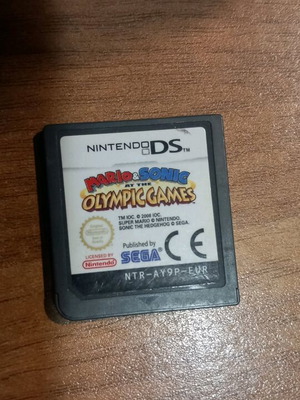 NINTENDO DS™
MARIO & SONIC
AT THE
OLYMPIC GAMES
TM IOC. © 2008 IOC.
SUPER MARIO © NINTENDO.
SONIC THE HEDGEHOG © SEGA.
LICENSED BY
Nintendo
Published by
SEGA
CE
NTR-AY9P-EUR